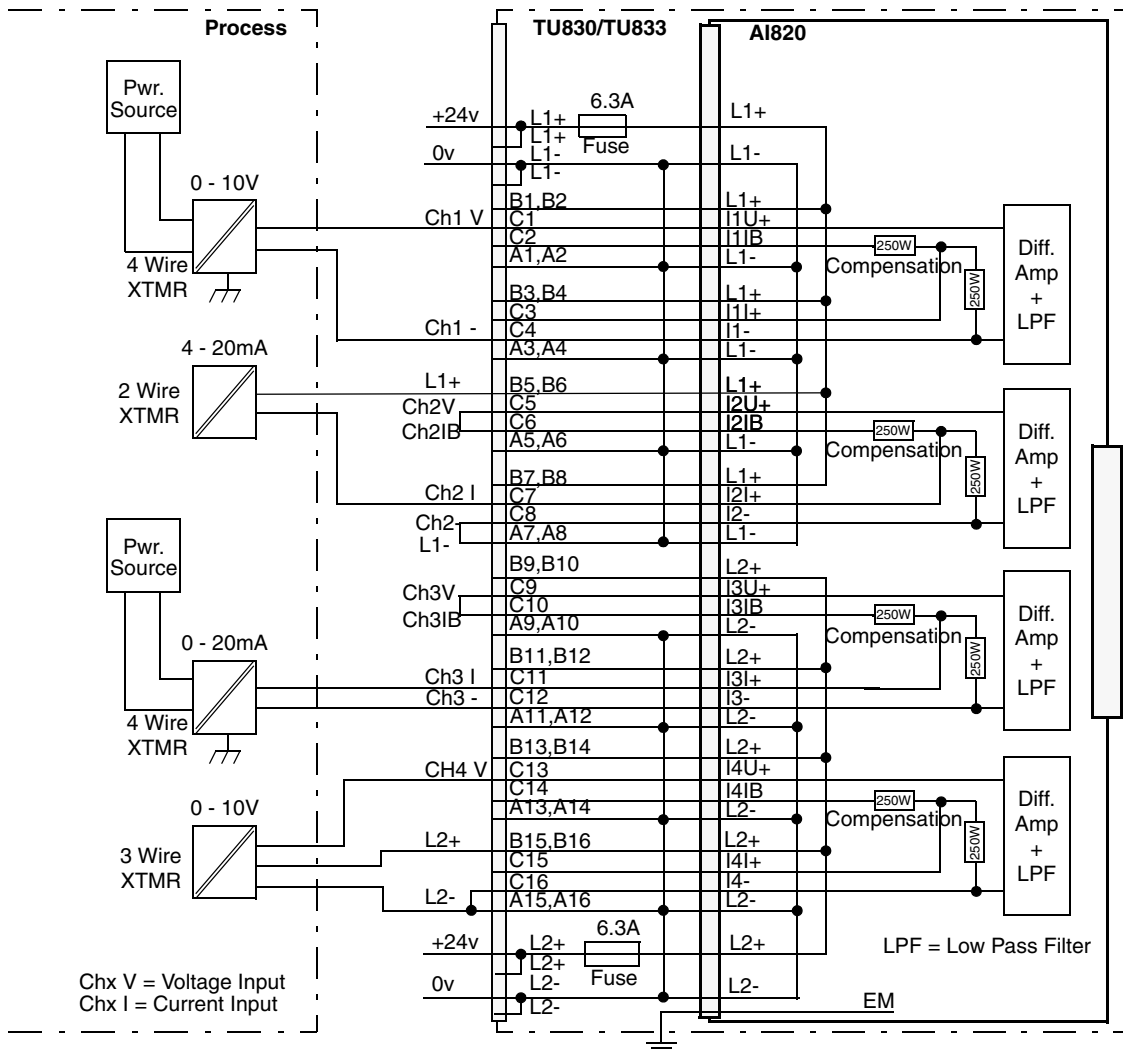 Process
TU830/TU833
AI820
Pwr.
Source
6.3A
+24v
L1+
Fuse
L1+
L1+
0v
L1-
L1-
L1-
0 - 10V
4 Wire
XTMR
B1,B2
L1+
Ch1 V
C1
I1U+
C2
I1IB
250W
A1,A2
L1-
Compensation
250W
Diff.
Amp
+
LPF
B3,B4
L1+
C3
I1I+
Ch1 -
C4
I1-
A3,A4
L1-
4 - 20mA
2 Wire
XTMR
L1+
B5,B6
L1+
Ch2V
C5
I2U+
Ch2IB
C6
I2IB
250W
A5,A6
L1-
Compensation
250W
Diff.
Amp
+
LPF
B7,B8
L1+
Ch2 I
C7
I2I+
Ch2-
C8
I2-
L1-
A7,A8
L1-
Pwr.
Source
B9,B10
L2+
Ch3V
C9
I3U+
Ch3IB
C10
I3IB
250W
A9,A10
L2-
Compensation
250W
Diff.
Amp
+
LPF
0 - 20mA
4 Wire
XTMR
B11,B12
L2+
Ch3 I
C11
I3I+
Ch3 -
C12
I3-
A11,A12
L2-
B13,B14
L2+
CH4 V
C13
I4U+
C14
I4IB
250W
A13,A14
L2-
Compensation
250W
Diff.
Amp
+
LPF
0 - 10V
3 Wire
XTMR
L2+
B15,B16
L2+
C15
I4I+
C16
I4-
L2-
A15,A16
L2-
6.3A
+24v
L2+
Fuse
L2+
L2+
0v
L2-
L2-
L2-
LPF = Low Pass Filter
Chx V = Voltage Input
Chx I = Current Input
EM